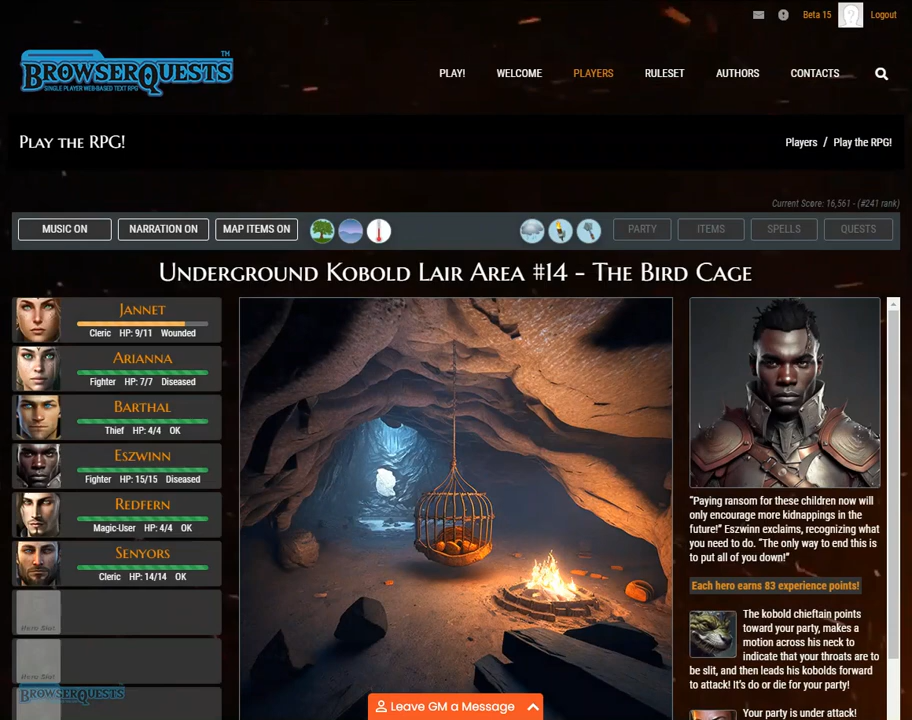 Beta 15 Logout
BROWSERQUESTS TM
SINGLE PLAYER WEB-BASED TEXT RPG
PLAY! WELCOME PLAYERS RULESET AUTHORS CONTACTS
Play the RPG!
Players / Play the RPG!
Current Score: 16,561 - (#241 rank)
MUSIC ON NARRATION ON MAP ITEMS ON PARTY ITEMS SPELLS QUESTS
Underground Kobold Lair Area #14 - The Bird Cage
Jannet
Cleric HP: 9/11 Wounded
Arianna
Fighter HP: 7/7 Diseased
Barthal
Thief HP: 4/4 OK
Eszwinn
Fighter HP: 15/15 Diseased
Redfern
Magic-User HP: 4/4 OK
Senyors
Cleric HP: 14/14 OK
Hero Slot
Hero Slot
BROWSERQUESTS
"Paying ransom for these children now will
only encourage more kidnappings in the
future!" Eszwinn exclaims, recognizing what
you need to do. "The only way to end this is
to put all of you down!"
Each hero earns 83 experience points!
The kobold chieftain points
toward your party, makes a
motion across his neck to
indicate that your throats are to
be slit, and then leads his kobolds forward
to attack! It's do or die for your party!
Your party is under attack!
Leave GM a Message